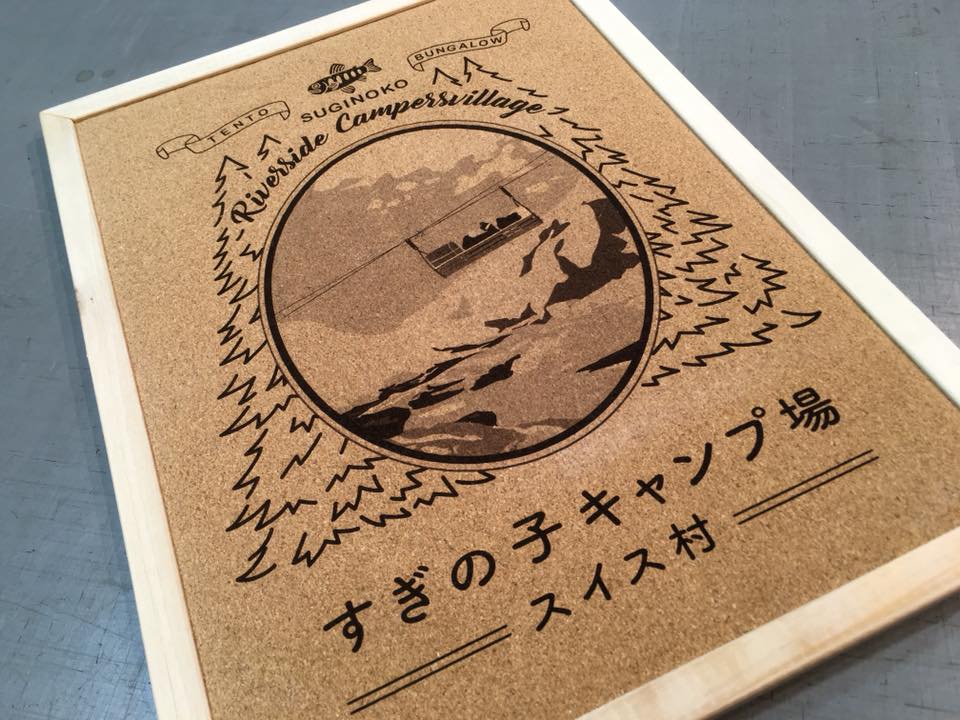 TENTO
BUNGALOW
SUGINOKO
Riverside Campersvillage
すぎの子キャンプ場
スイス村